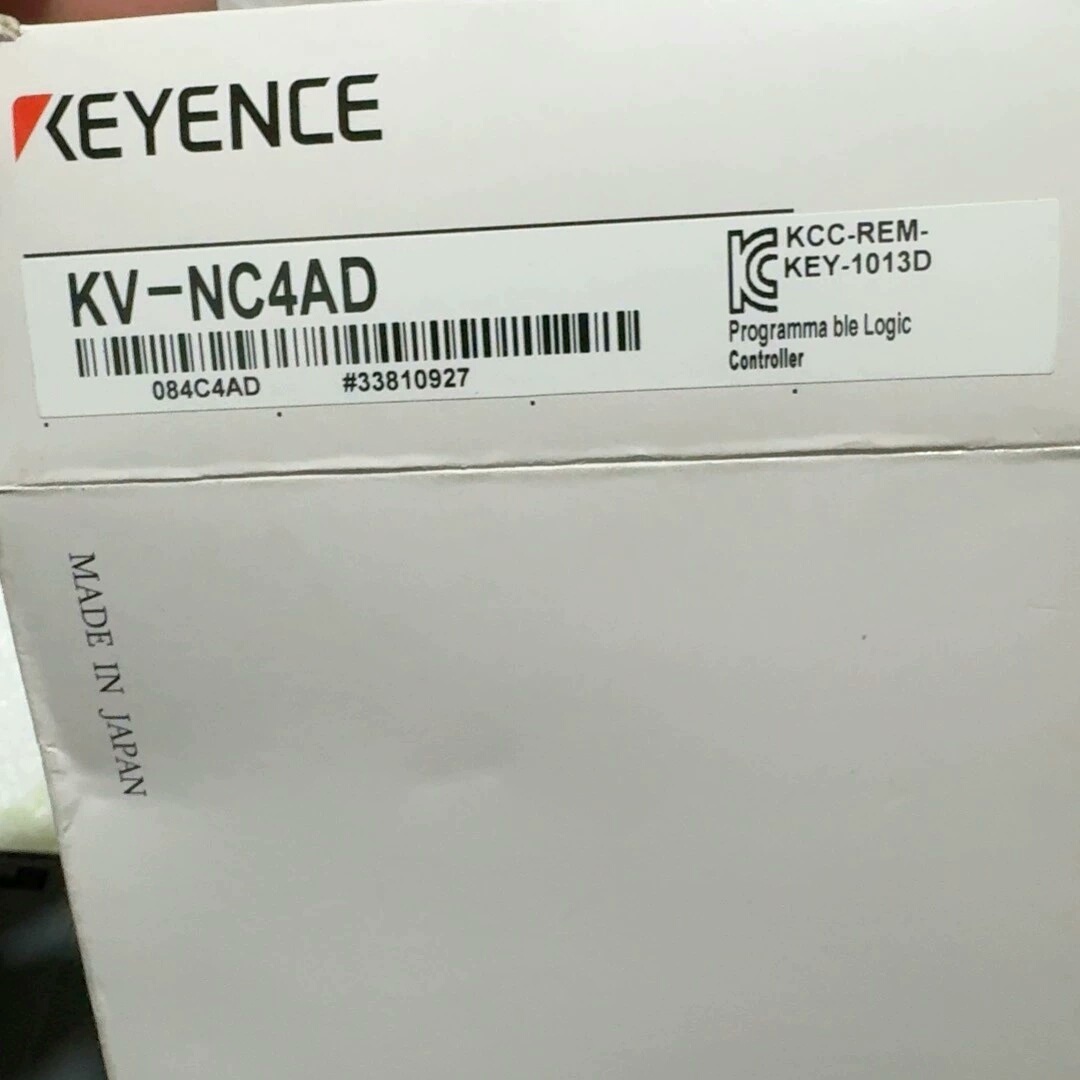 KEYENCE
KV-NC4AD
084C4AD #33810927
KCC-REM-
KEY-1013D
Programma ble Logic
Controller
MADE IN JAPAN